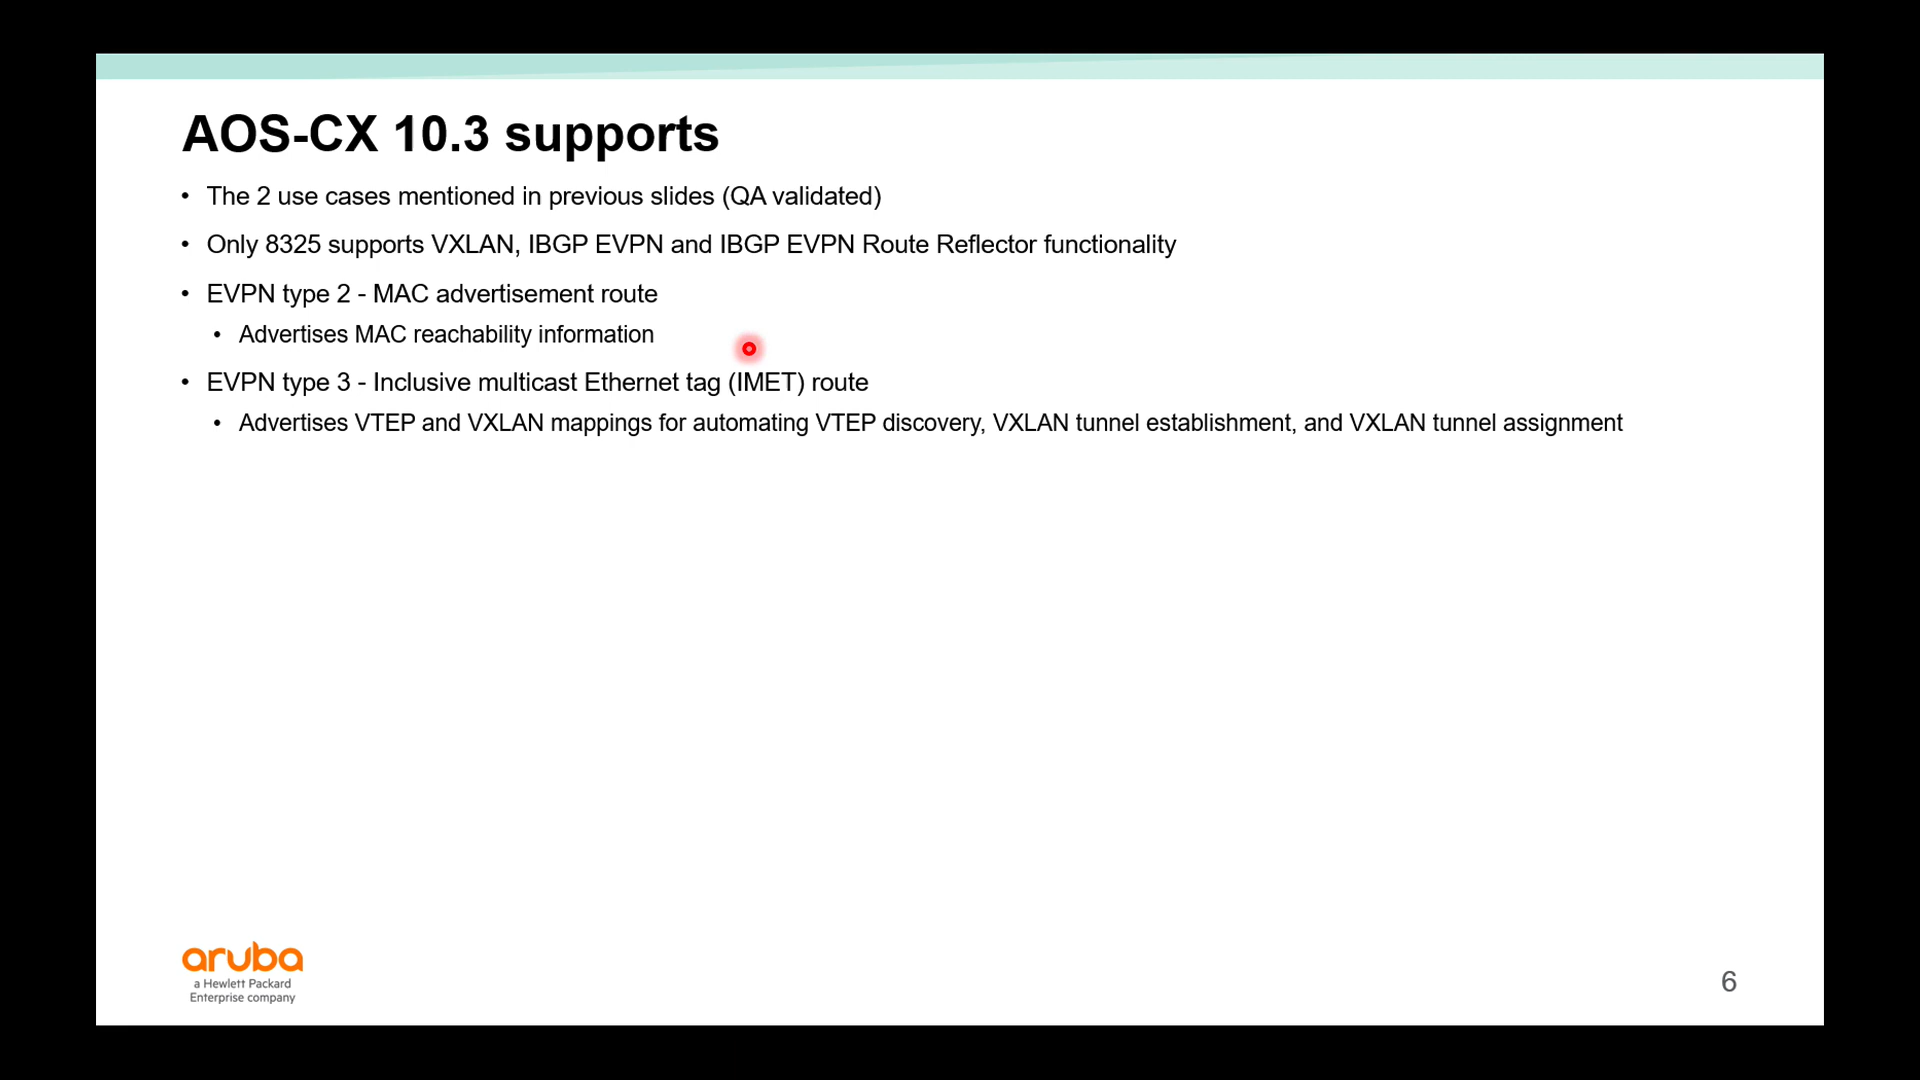 AOS-CX 10.3 supports
• The 2 use cases mentioned in previous slides (QA validated)
• Only 8325 supports VXLAN, IBGP EVPN and IBGP EVPN Route Reflector functionality
• EVPN type 2 - MAC advertisement route
• Advertises MAC reachability information
• EVPN type 3 - Inclusive multicast Ethernet tag (IMET) route
• Advertises VTEP and VXLAN mappings for automating VTEP discovery, VXLAN tunnel establishment, and VXLAN tunnel assignment
aruba
a Hewlett Packard
Enterprise company
6